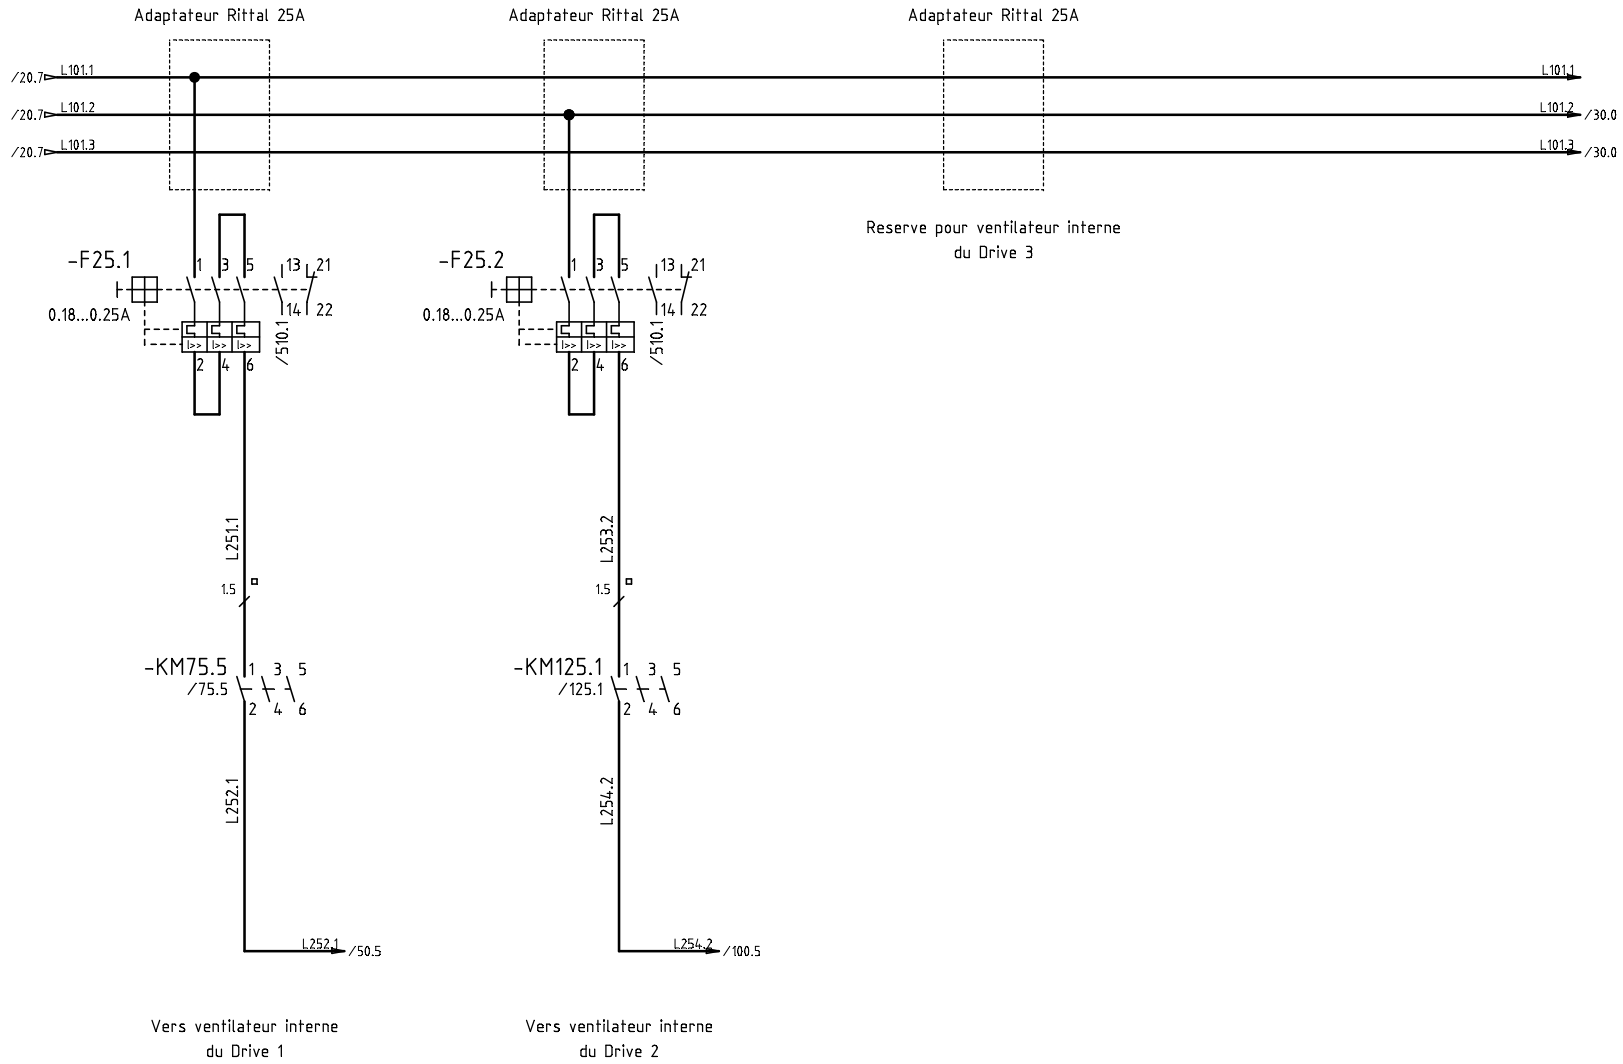 Adaptateur Rittal 25A
Adaptateur Rittal 25A
Adaptateur Rittal 25A
/20.7 L101.1 L101.1
/20.7 L101.2 L101.2 /30.0
/20.7 L101.3 L101.3 /30.0
Reserve pour ventilateur interne
du Drive 3
-F25.1 1 3 5 13 21
0.18...0.25A 14 22
I>> I>> I>> /510.1
2 4 6
-F25.2 1 3 5 13 21
0.18...0.25A 14 22
I>> I>> I>> /510.1
2 4 6
L251.1
1.5
L253.2
1.5
-KM75.5 1 3 5
/75.5
2 4 6
-KM125.1 1 3 5
/125.1
2 4 6
L252.1
L254.2
L252.1 /50.5
L254.2 /100.5
Vers ventilateur interne
du Drive 1
Vers ventilateur interne
du Drive 2